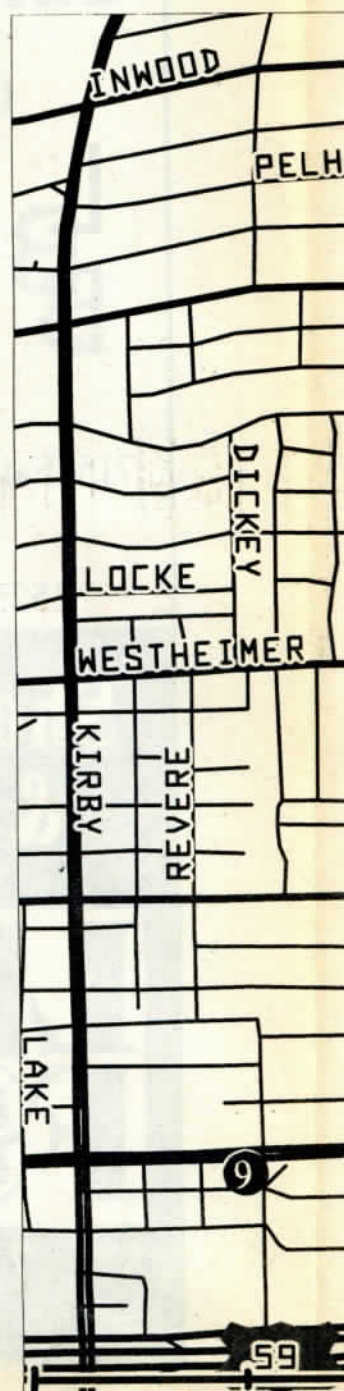 INWOOD
PELH
DICKEY
LOCKE
WESTHEIMER
KIRBY
REVERE
LAKE
9
59